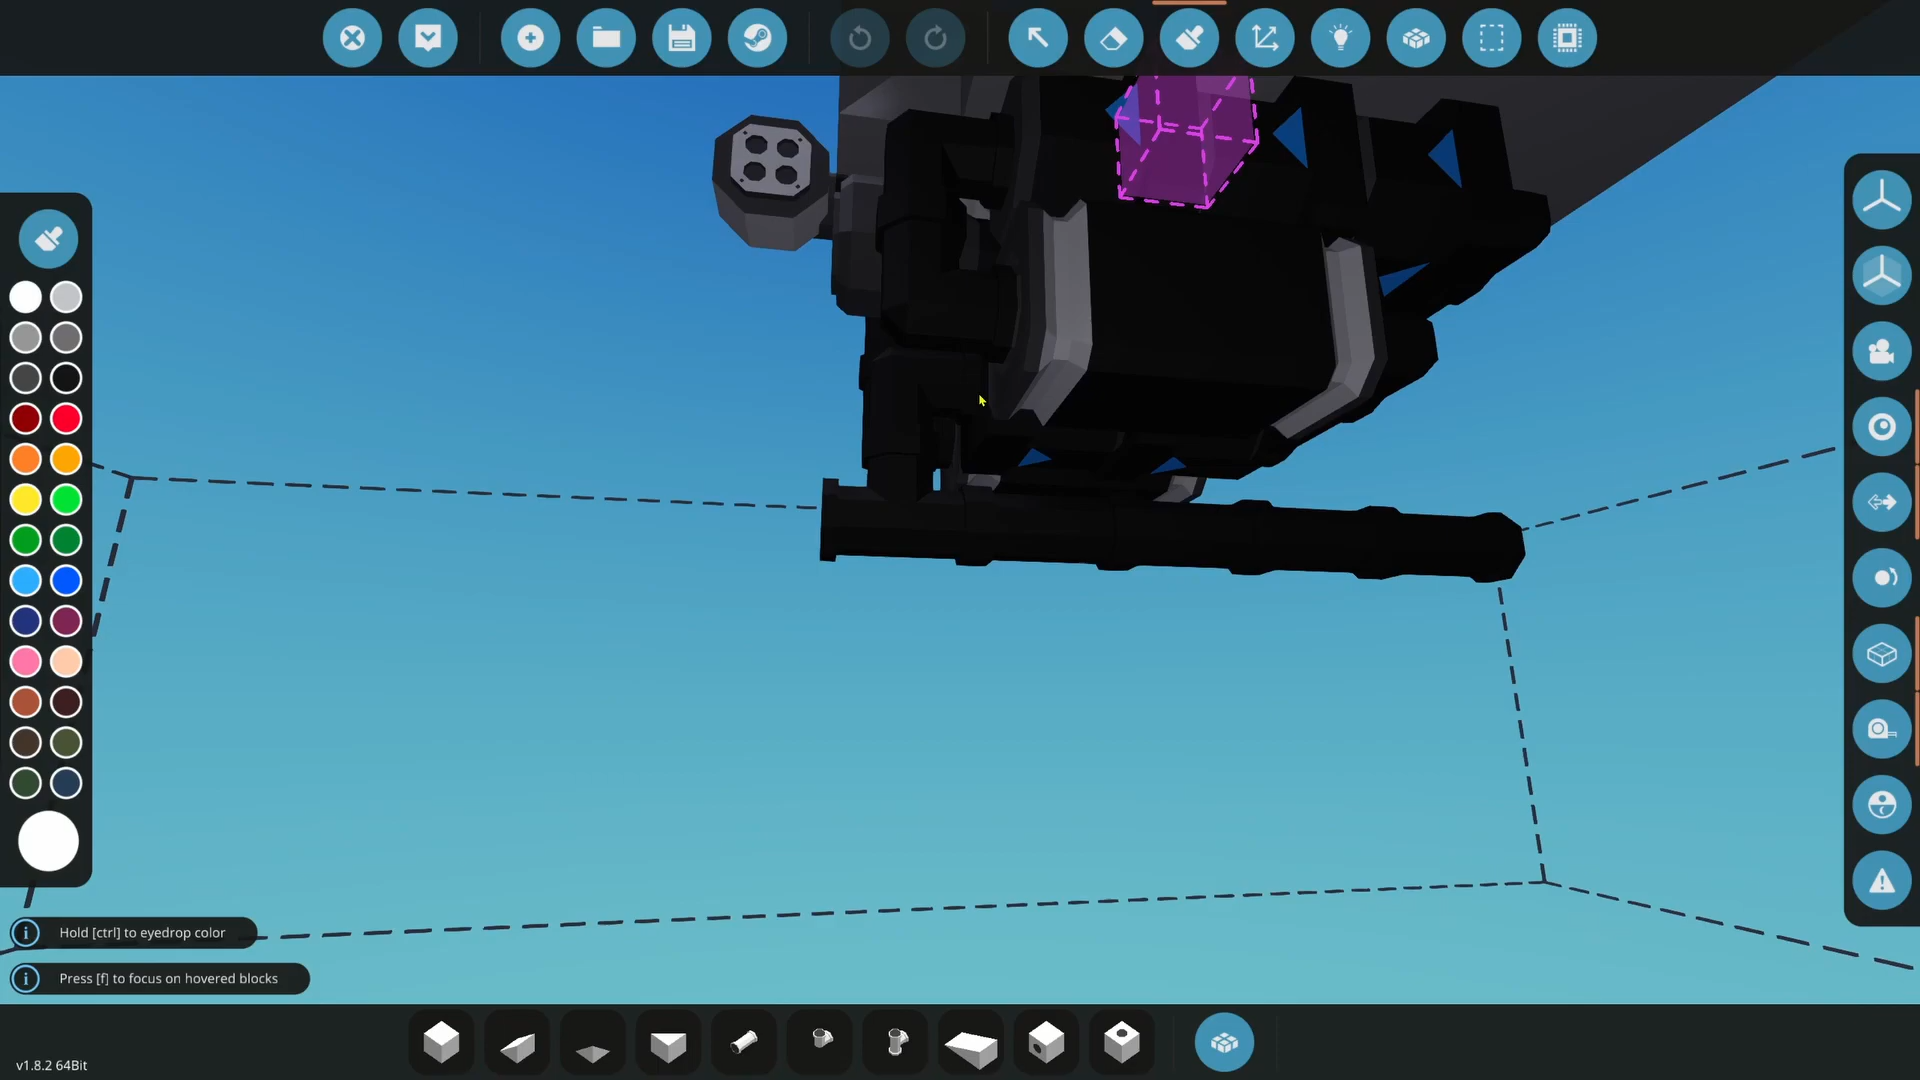 Hold [ctrl] to eyedrop color
Press [f] to focus on hovered blocks
v1.8.2 64Bit